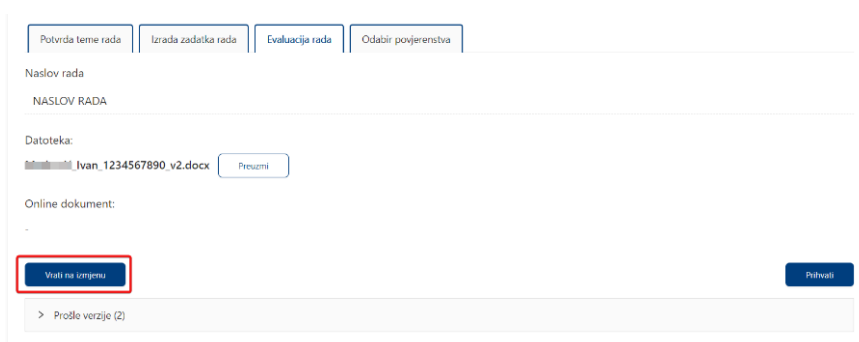 Potvrda teme rada Izrada zadatka rada Evaluacija rada Odabir povjerenstva
Naslov rada
NASLOV RADA
Datoteka:
_Ivan_1234567890_v2.docx Preuzmi
Online dokument:
-
Vrati na izmjenu Prihvati
> Prošle verzije (2)